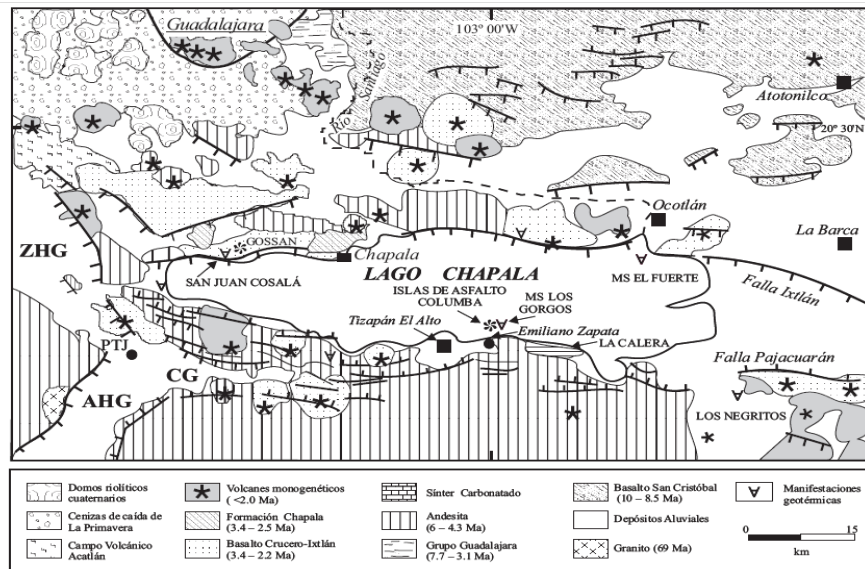 Guadalajara
103° 00'W
Río Santiago
Atotonilco
20° 30'N
Ocotlán
La Barca
ZHG
GOSSAN
Chapala
SAN JUAN COSALÁ
LAGO CHAPALA
ISLAS DE ASFALTO
COLUMBA
MS EL FUERTE
MS LOS
GORGOS
Falla Ixtlán
Tizapán El Alto
Emiliano Zapata
LA CALERA
PTJ
Falla Pajacuarán
CG
AHG
LOS NEGRITOS
Domos riolíticos
cuaternarios
Cenizas de caída de
La Primavera
Campo Volcánico
Acatlán
Volcanes monogenéticos
(<2.0 Ma)
Formación Chapala
(3.4 – 2.5 Ma)
Basalto Crucero-Ixtlán
(3.4 – 2.2 Ma)
Sínter Carbonatado
Andesita
(6 – 4.3 Ma)
Grupo Guadalajara
(7.7 – 3.1 Ma)
Basalto San Cristóbal
(10 – 8.5 Ma)
Depósitos Aluviales
Granito (69 Ma)
Manifestaciones
geotérmicas
0 15
km